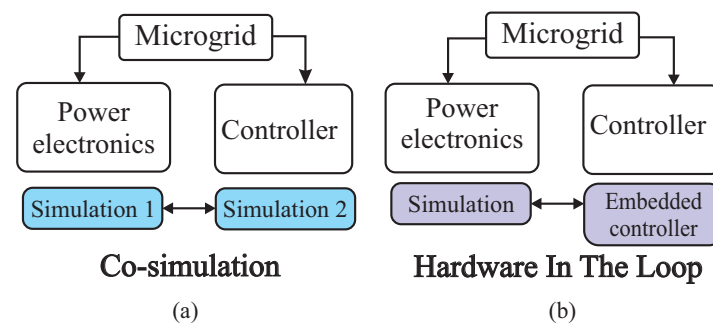 Microgrid
Power
electronics
Controller
Simulation 1
Simulation 2
Co-simulation
(a)
Microgrid
Power
electronics
Controller
Simulation
Embedded
controller
Hardware In The Loop
(b)